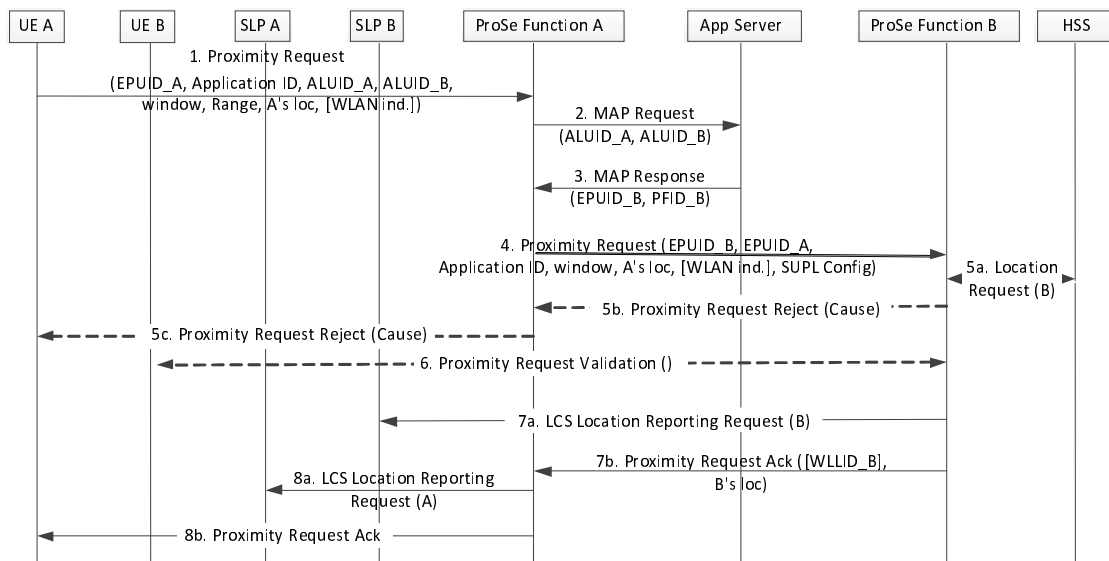 UE A
UE B
SLP A
SLP B
ProSe Function A
App Server
ProSe Function B
HSS
1. Proximity Request
(EPUID_A, Application ID, ALUID_A, ALUID_B,
window, Range, A's loc, [WLAN ind.])
2. MAP Request
(ALUID_A, ALUID_B)
3. MAP Response
(EPUID_B, PFID_B)
4. Proximity Request (EPUID_B, EPUID_A,
Application ID, window, A's loc, [WLAN ind.], SUPL Config)
5a. Location
Request (B)
5b. Proximity Request Reject (Cause)
5c. Proximity Request Reject (Cause)
6. Proximity Request Validation ()
7a. LCS Location Reporting Request (B)
7b. Proximity Request Ack ([WLLID_B],
B's loc)
8a. LCS Location Reporting
Request (A)
8b. Proximity Request Ack